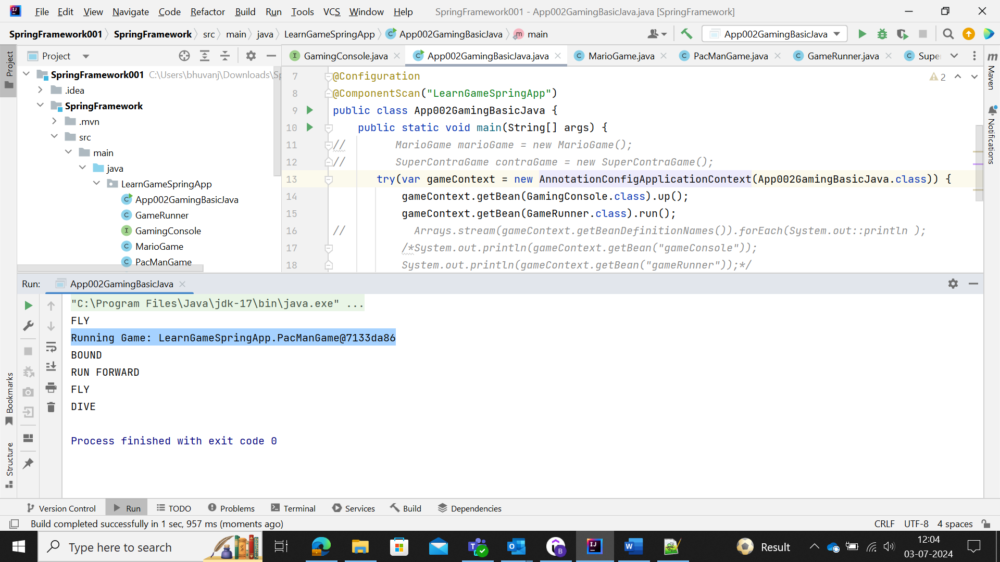 File Edit View Navigate Code Refactor Build Run Tools VCS Window Help SpringFramework001 - App002GamingBasicJava.java [SpringFramework]
SpringFramework001 SpringFramework src main java LearnGameSpringApp App002GamingBasicJava main App002GamingBasicJava
Project
GamingConsole.java App002GamingBasicJava.java MarioGame.java PacManGame.java GameRunner.java Supe
Project
SpringFramework001 C:\Users\bhuvanj\Downloads\Sp
.idea
SpringFramework
.mvn
src
main
java
LearnGameSpringApp
App002GamingBasicJava
GameRunner
GamingConsole
MarioGame
PacManGame
7 @Configuration
8 @ComponentScan("LearnGameSpringApp")
9 public class App002GamingBasicJava {
10 public static void main(String[] args) {
11 // MarioGame marioGame = new MarioGame();
12 // SuperContraGame contraGame = new SuperContraGame();
13 try(var gameContext = new AnnotationConfigApplicationContext(App002GamingBasicJava.class)) {
14 gameContext.getBean(GamingConsole.class).up();
15 gameContext.getBean(GameRunner.class).run();
16 // Arrays.stream(gameContext.getBeanDefinitionNames()).forEach(System.out::println );
17 /*System.out.println(gameContext.getBean("gameConsole"));
18 System.out.println(gameContext.getBean("gameRunner"));*/
2
Maven
Notifications
Run: App002GamingBasicJava
"C:\Program Files\Java\jdk-17\bin\java.exe" ...
FLY
Running Game: LearnGameSpringApp.PacManGame@7133da86
BOUND
RUN FORWARD
FLY
DIVE
Process finished with exit code 0
Bookmarks
Structure
Version Control Run TODO Problems Terminal Services Build Dependencies
Build completed successfully in 1 sec, 957 ms (moments ago) CRLF UTF-8 4 spaces
Type here to search
Result
12:04
03-07-2024